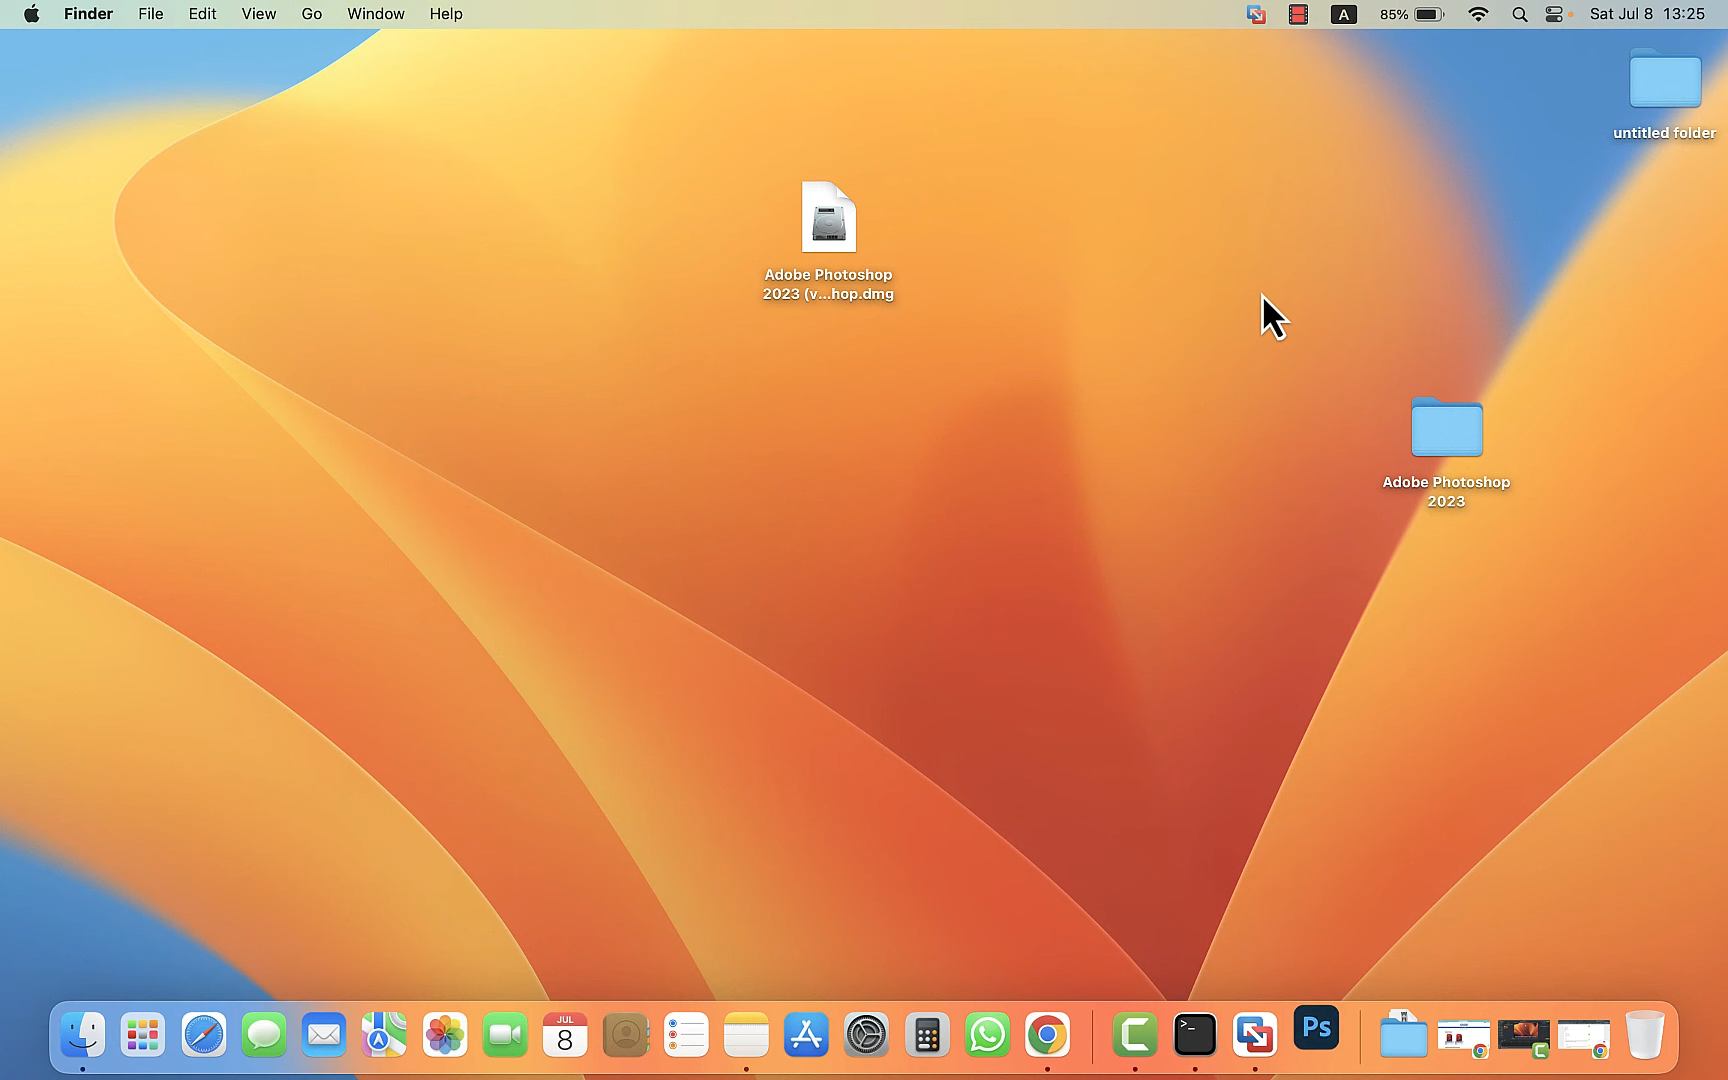 Finder File Edit View Go Window Help A 85% Sat Jul 8 13:25
untitled folder
Adobe Photoshop
2023 (v...hop.dmg
Adobe Photoshop
2023
JUL
8
>_
Ps